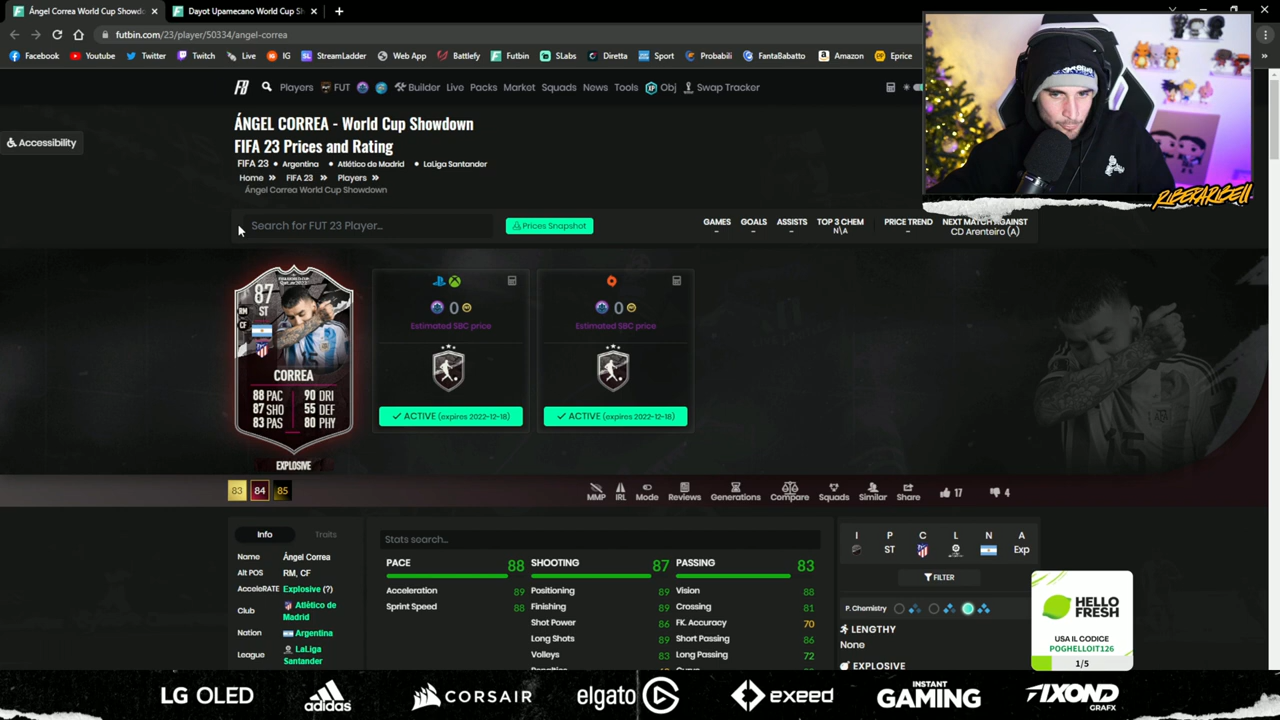 Ángel Correa World Cup Showd
Dayot Upamecano World Cup Sh
futbin.com/23/player/50334/angel-correa
Facebook Youtube Twitter Twitch Live IG StreamLadder Web App Battlefy Futbin SLabs Diretta Sport Probabili FantaBabatto Amazon Eprice
Players FUT Builder Live Packs Market Squads News Tools Obj Swap Tracker
Accessibility
ÁNGEL CORREA - World Cup Showdown
FIFA 23 Prices and Rating
FIFA 23 • Argentina • Atlético de Madrid • LaLiga Santander
Home » FIFA 23 » Players »
Ángel Correa World Cup Showdown
RIBERARIBELL
Search for FUT 23 Player...
Prices Snapshot
GAMES GOALS ASSISTS TOP 3 CHEM PRICE TREND NEXT MATCH AGAINST
- - - N\A - CD Arenteiro (A)
87
ST
RM
CF
CORREA
88 PAC 90 DRI
87 SHO 55 DEF
83 PAS 80 PHY
EXPLOSIVE
0
Estimated SBC price
ACTIVE (expires 2022-12-18)
0
Estimated SBC price
ACTIVE (expires 2022-12-18)
83 84 85
MMP IRL Mode Reviews Generations Compare Squads Similar Share 17 4
Info Traits
Name Ángel Correa
Alt POS RM, CF
AcceleRATE Explosive (?)
Club Atlético de Madrid
Nation Argentina
League LaLiga Santander
Stats search...
PACE 88
Acceleration 89
Sprint Speed 88
SHOOTING 87
Positioning 89
Finishing 89
Shot Power 86
Long Shots 89
Volleys 83
PASSING 83
Vision 88
Crossing 81
FK. Accuracy 70
Short Passing 86
Long Passing 72
I P C L N A
ST Exp
FILTER
P. Chemistry
LENGTHY
None
EXPLOSIVE
HELLO FRESH
USA IL CODICE
POGHELLOIT126
1/5
LG OLED adidas CORSAIR elgato exeed INSTANT GAMING FIXOND GRAFX